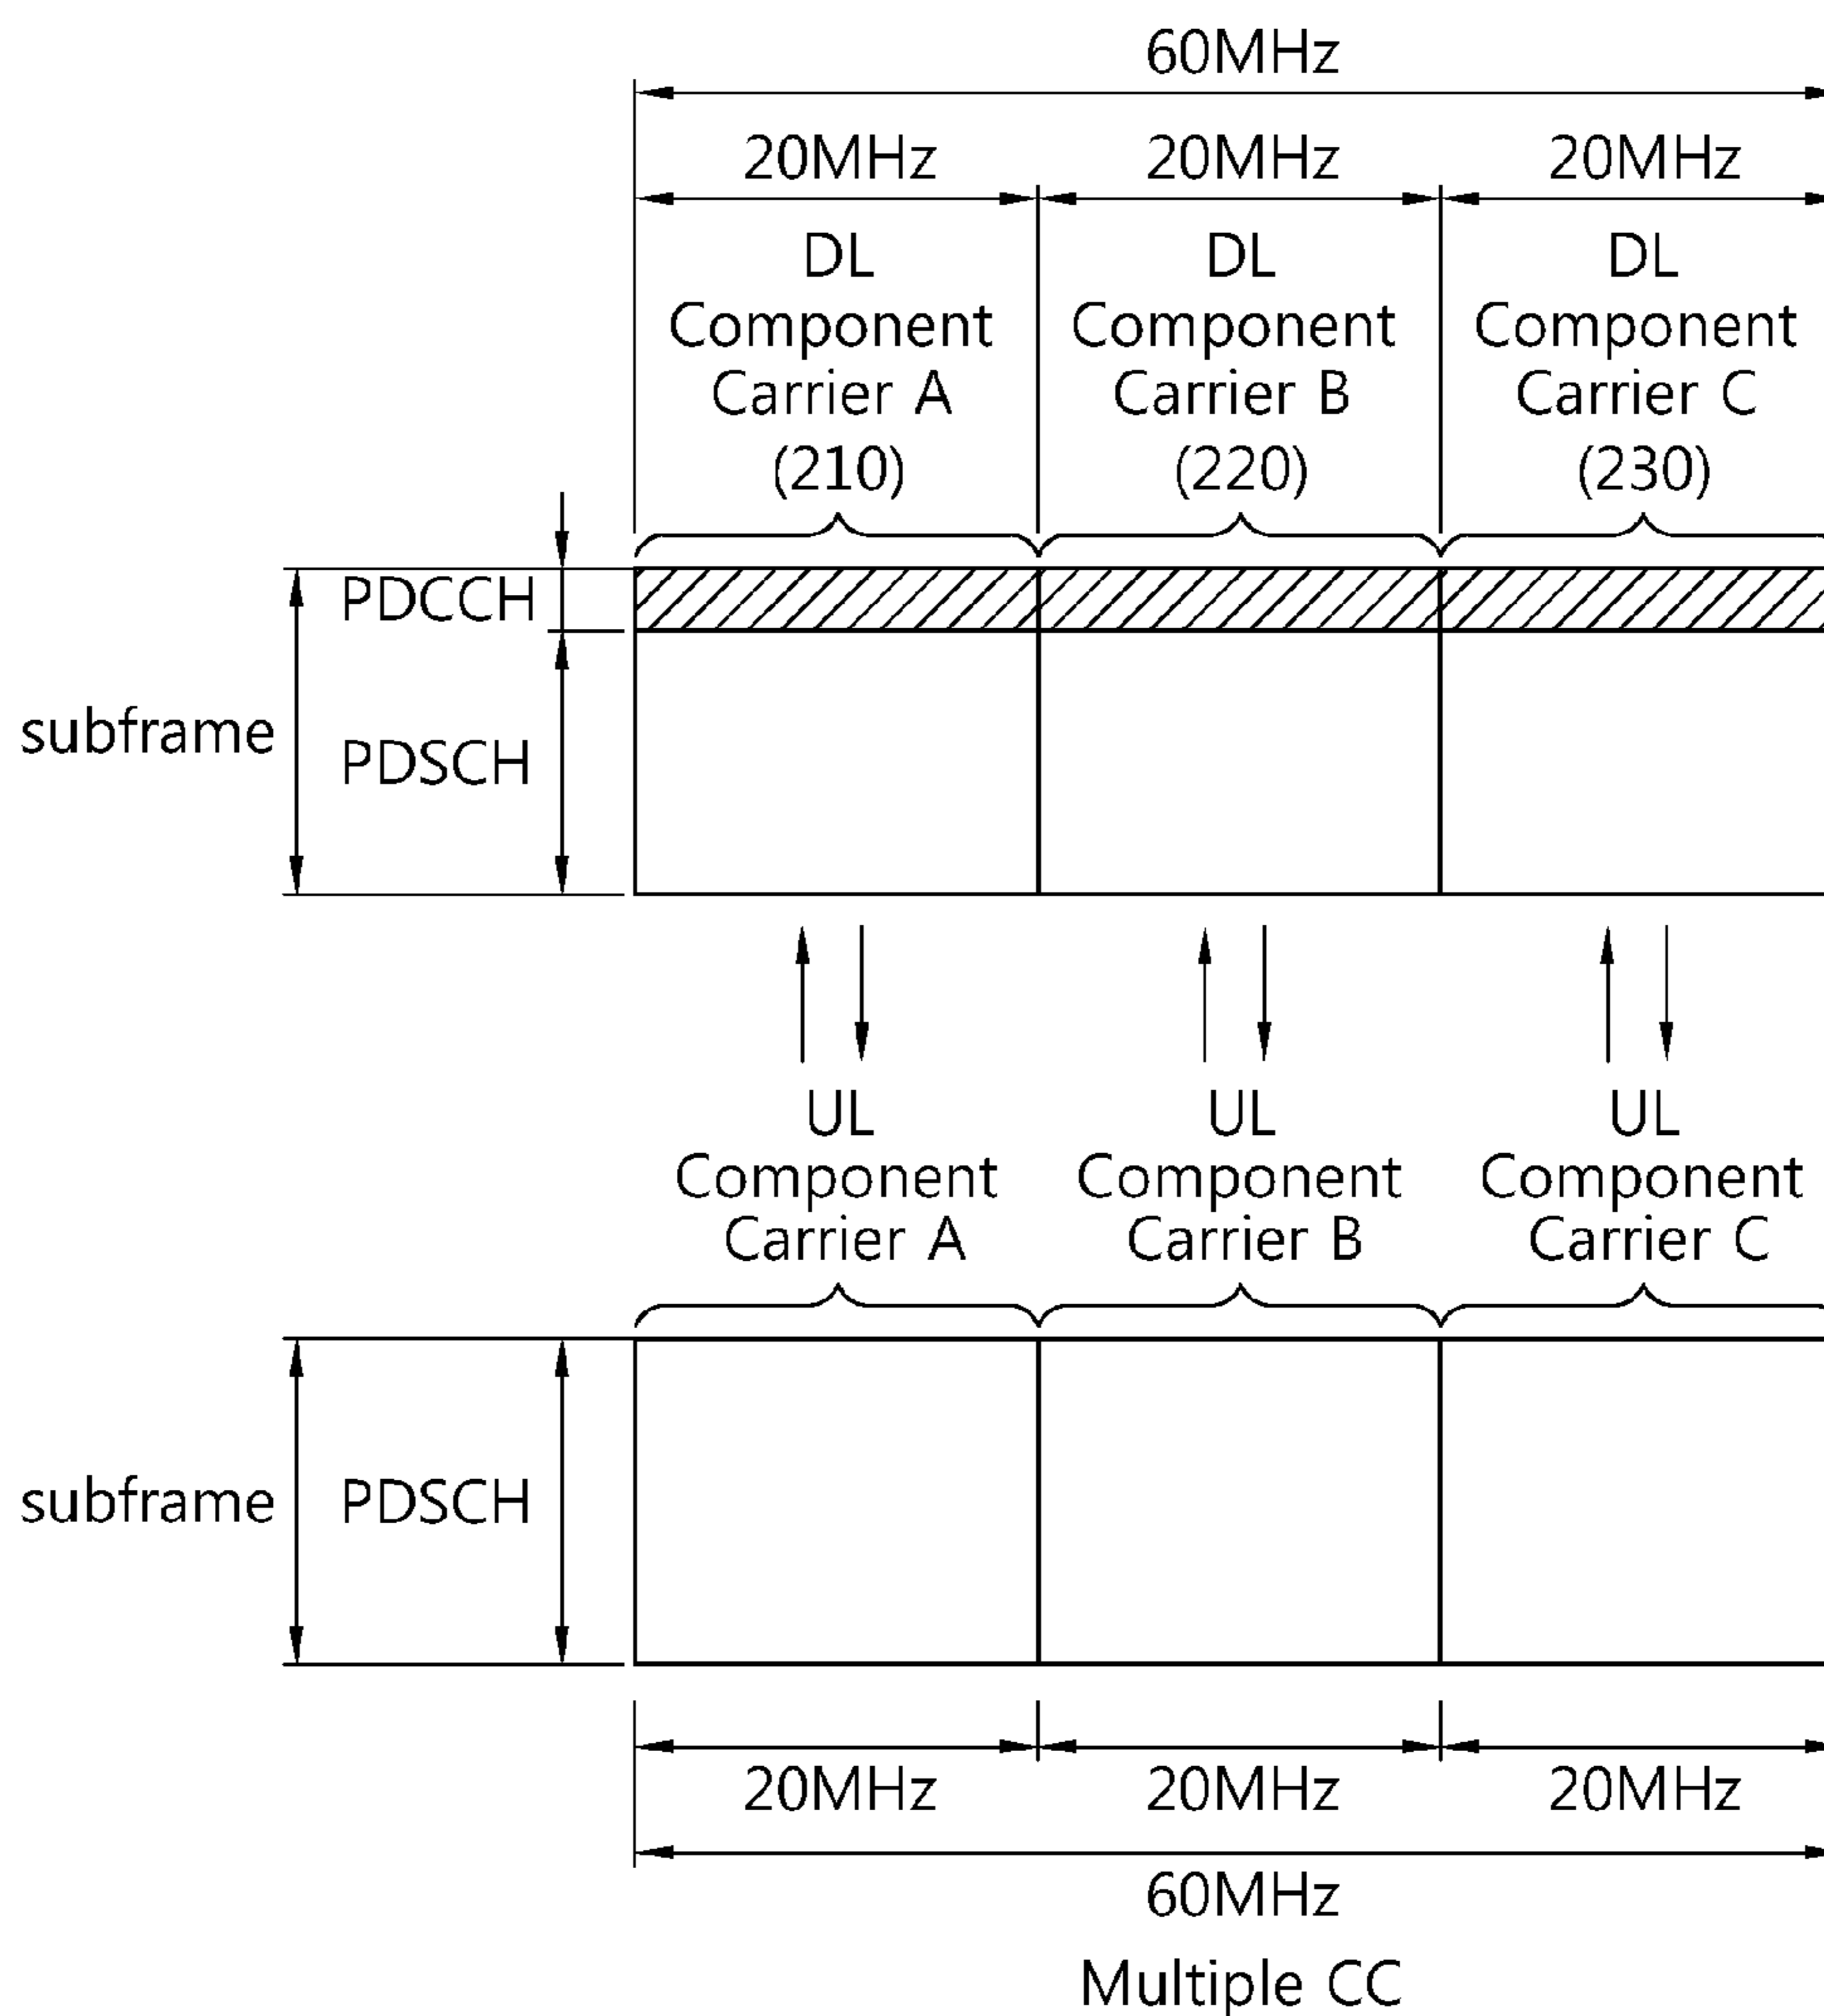 60MHz
20MHz 20MHz 20MHz
DL Component Carrier A (210)
DL Component Carrier B (220)
DL Component Carrier C (230)
PDCCH
subframe
PDSCH
UL Component Carrier A
UL Component Carrier B
UL Component Carrier C
subframe
PDSCH
20MHz 20MHz 20MHz
60MHz
Multiple CC